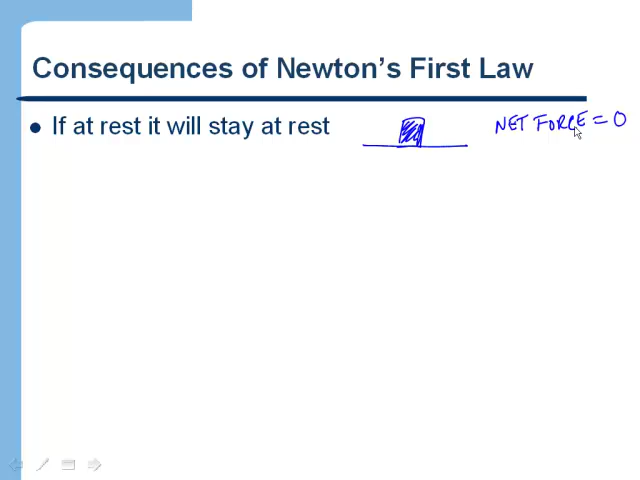 Consequences of Newton's First Law
If at rest it will stay at rest
NET FORCE = 0